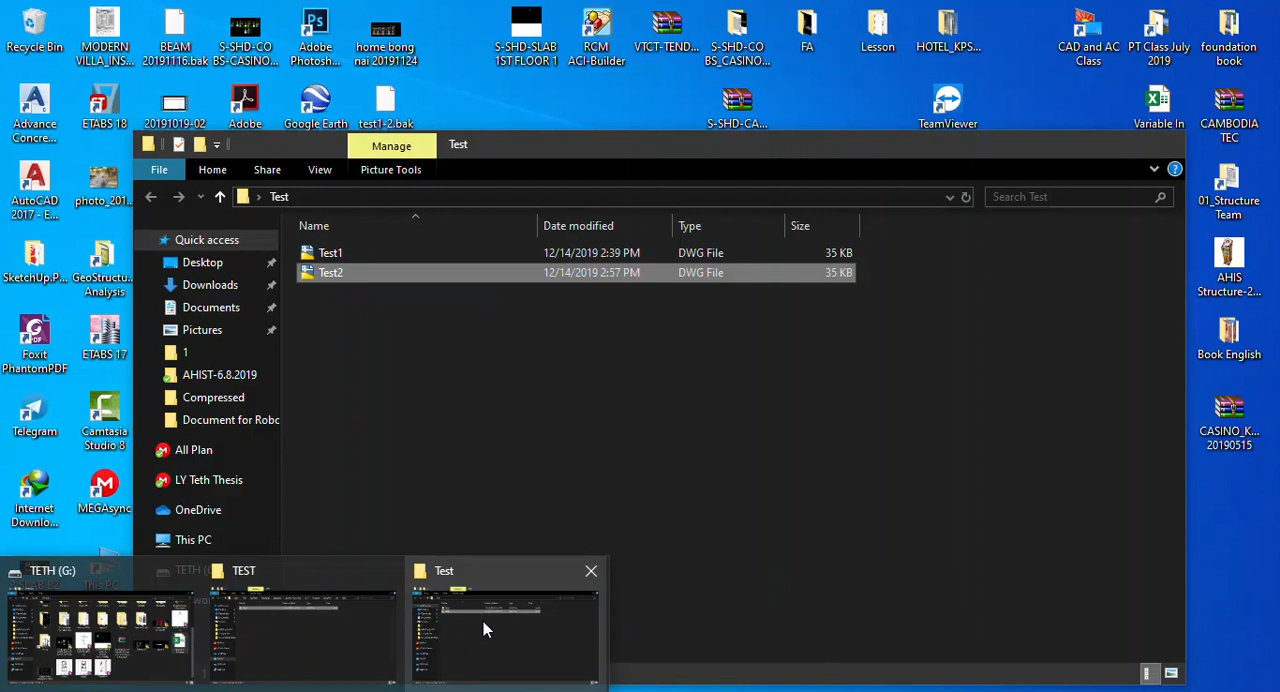 Recycle Bin
MODERN
VILLA_INS...
BEAM
20191116.bak
S-SHD-CO
BS-CASINO...
Adobe
Photosh...
home bong
nai 20191124
S-SHD-SLAB
1ST FLOOR 1
RCM
ACI-Builder
VTCT-TEND...
S-SHD-CO
BS_CASINO...
FA
Lesson
HOTEL_KPS...
CAD and AC
Class
PT Class July
2019
foundation
book
Advance
Concre...
ETABS 18
20191019-02
Adobe
Google Earth
test1-2.bak
S-SHD-CA...
TeamViewer
Variable In
CAMBODIA
TEC
Manage
Test
File
Home
Share
View
Picture Tools
AutoCAD
2017 - E...
photo_201...
Test
Search Test
01_Structure
Team
Name
Date modified
Type
Size
Quick access
Test1
12/14/2019 2:39 PM
DWG File
35 KB
Desktop
Test2
12/14/2019 2:57 PM
DWG File
35 KB
SketchUp.P...
GeoStructu...
Analysis
Downloads
AHIS
Structure-2...
Documents
Pictures
Foxit
PhantomPDF
ETABS 17
1
Book English
AHIST-6.8.2019
Compressed
Document for Robo
Telegram
Camtasia
Studio 8
CASINO_K...
20190515
All Plan
LY Teth Thesis
Internet
Downlo...
MEGAsync
OneDrive
This PC
TETH (G:)
TEST
Test